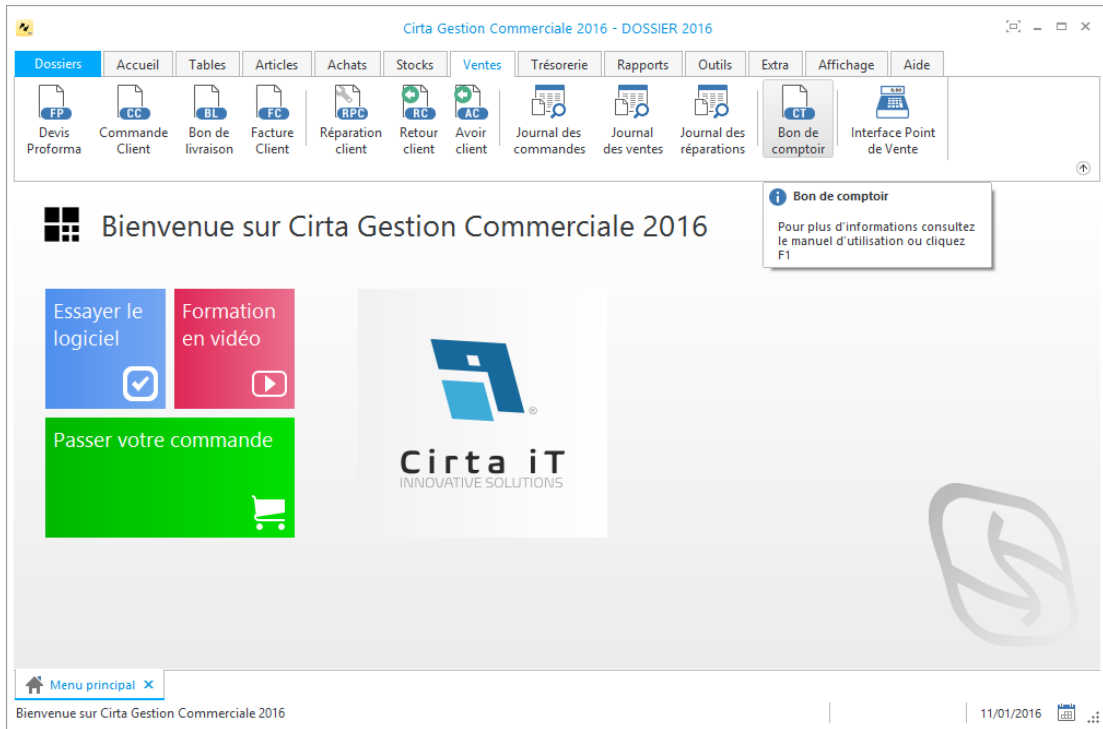 Cirta Gestion Commerciale 2016 - DOSSIER 2016
Dossiers Accueil Tables Articles Achats Stocks Ventes Trésorerie Rapports Outils Extra Affichage Aide
FP CC BL FC RPC RC AC CT 0.00
Devis Commande Bon de Facture Réparation Retour Avoir Journal des Journal Journal des Bon de Interface Point
Proforma Client livraison Client client client client commandes des ventes réparations comptoir de Vente
Bon de comptoir
Pour plus d'informations consultez
le manuel d'utilisation ou cliquez
F1
Bienvenue sur Cirta Gestion Commerciale 2016
Essayer le
logiciel
Formation
en vidéo
Passer votre commande
Cirta iT
INNOVATIVE SOLUTIONS
Menu principal
Bienvenue sur Cirta Gestion Commerciale 2016
11/01/2016